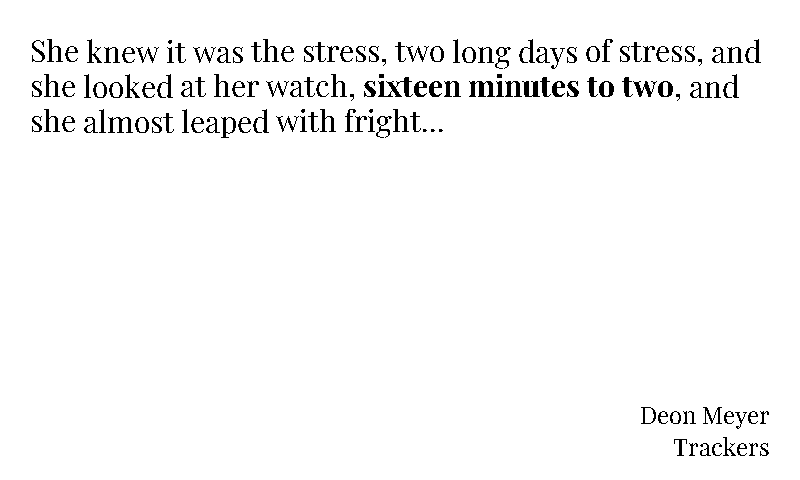 She knew it was the stress, two long days of stress, and
she looked at her watch, sixteen minutes to two, and
she almost leaped with fright...
Deon Meyer
Trackers